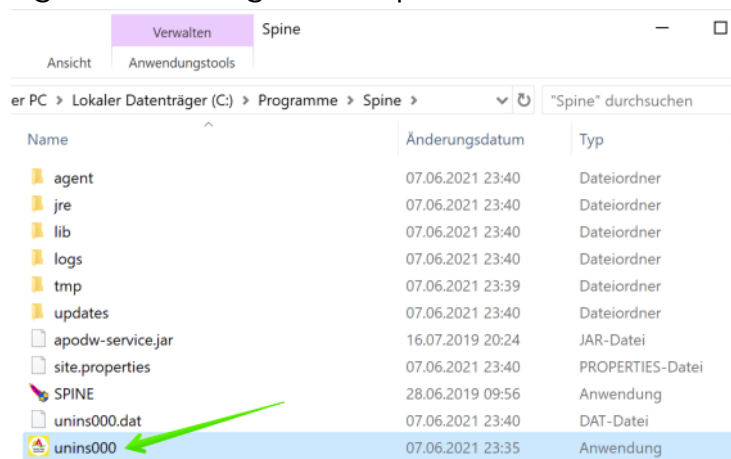 Verwalten Spine
Ansicht Anwendungstools
er PC > Lokaler Datenträger (C:) > Programme > Spine > "Spine" durchsuchen
Name Änderungsdatum Typ
agent 07.06.2021 23:40 Dateiordner
jre 07.06.2021 23:40 Dateiordner
lib 07.06.2021 23:40 Dateiordner
logs 07.06.2021 23:40 Dateiordner
tmp 07.06.2021 23:39 Dateiordner
updates 07.06.2021 23:40 Dateiordner
apodw-service.jar 16.07.2019 20:24 JAR-Datei
site.properties 07.06.2021 23:40 PROPERTIES-Datei
SPINE 28.06.2019 09:56 Anwendung
unins000.dat 07.06.2021 23:40 DAT-Datei
unins000 07.06.2021 23:35 Anwendung